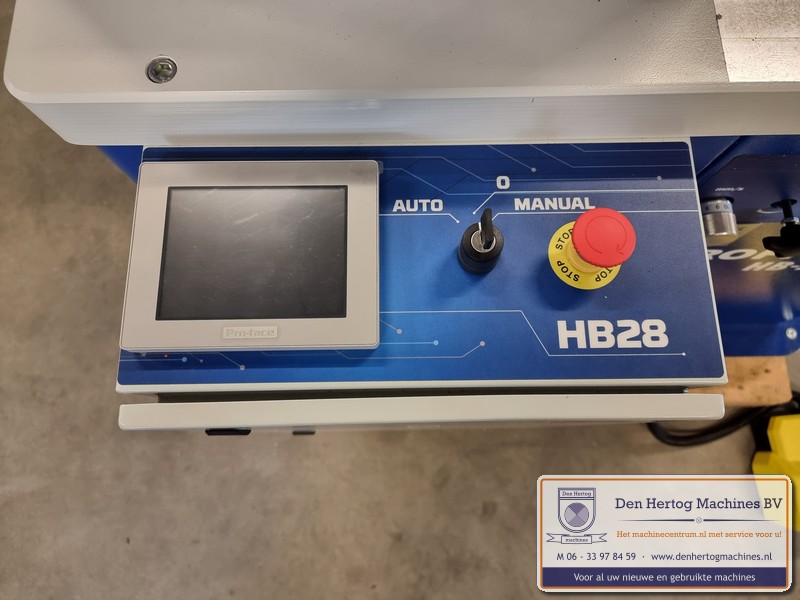 O
AUTO MANUAL
STOP STOP STOP
Pro-face
HB28
Den Hertog
machines
Den Hertog Machines BV
Het machinecentrum.nl met service voor u!
M 06 - 33 97 84 59 · www.denhertogmachines.nl
Voor al uw nieuwe en gebruikte machines